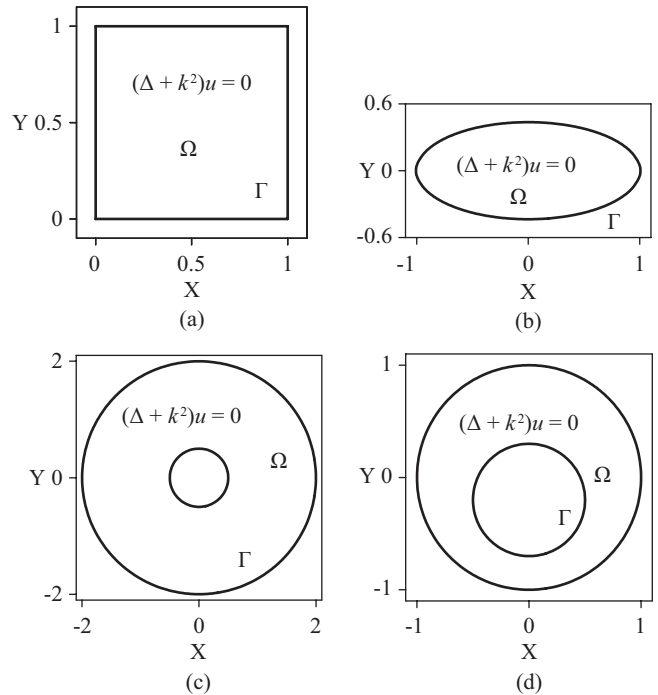 1
(Δ + k²)u = 0
Y 0.5
Ω
Γ
0
0 0.5 1
X
(a)
0.6
(Δ + k²)u = 0
Y 0
Ω
Γ
-0.6
-1 0 1
X
(b)
2
(Δ + k²)u = 0
Ω
Y 0
Γ
-2
-2 0 2
X
(c)
1
(Δ + k²)u = 0
Y 0
Ω
Γ
-1
-1 0 1
X
(d)